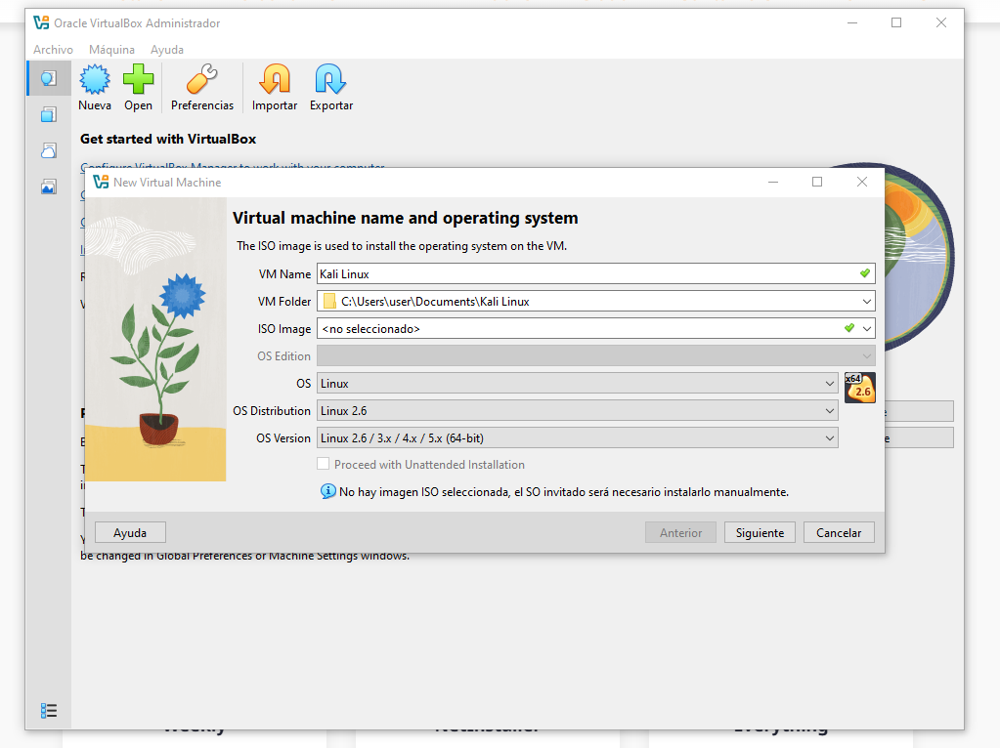 Oracle VirtualBox Administrador
Archivo Máquina Ayuda
Nueva Open Preferencias Importar Exportar
Get started with VirtualBox
Configure VirtualBox Manager to work with your computer
New Virtual Machine
Virtual machine name and operating system
The ISO image is used to install the operating system on the VM.
VM Name Kali Linux
VM Folder C:\Users\user\Documents\Kali Linux
ISO Image <no seleccionado>
OS Edition
OS Linux
x64
2.6
OS Distribution Linux 2.6
OS Version Linux 2.6 / 3.x / 4.x / 5.x (64-bit)
Proceed with Unattended Installation
No hay imagen ISO seleccionada, el SO invitado será necesario instalarlo manualmente.
Ayuda Anterior Siguiente Cancelar
be changed in Global Preferences or Machine Settings windows.
Weekly NetInstaller Everything